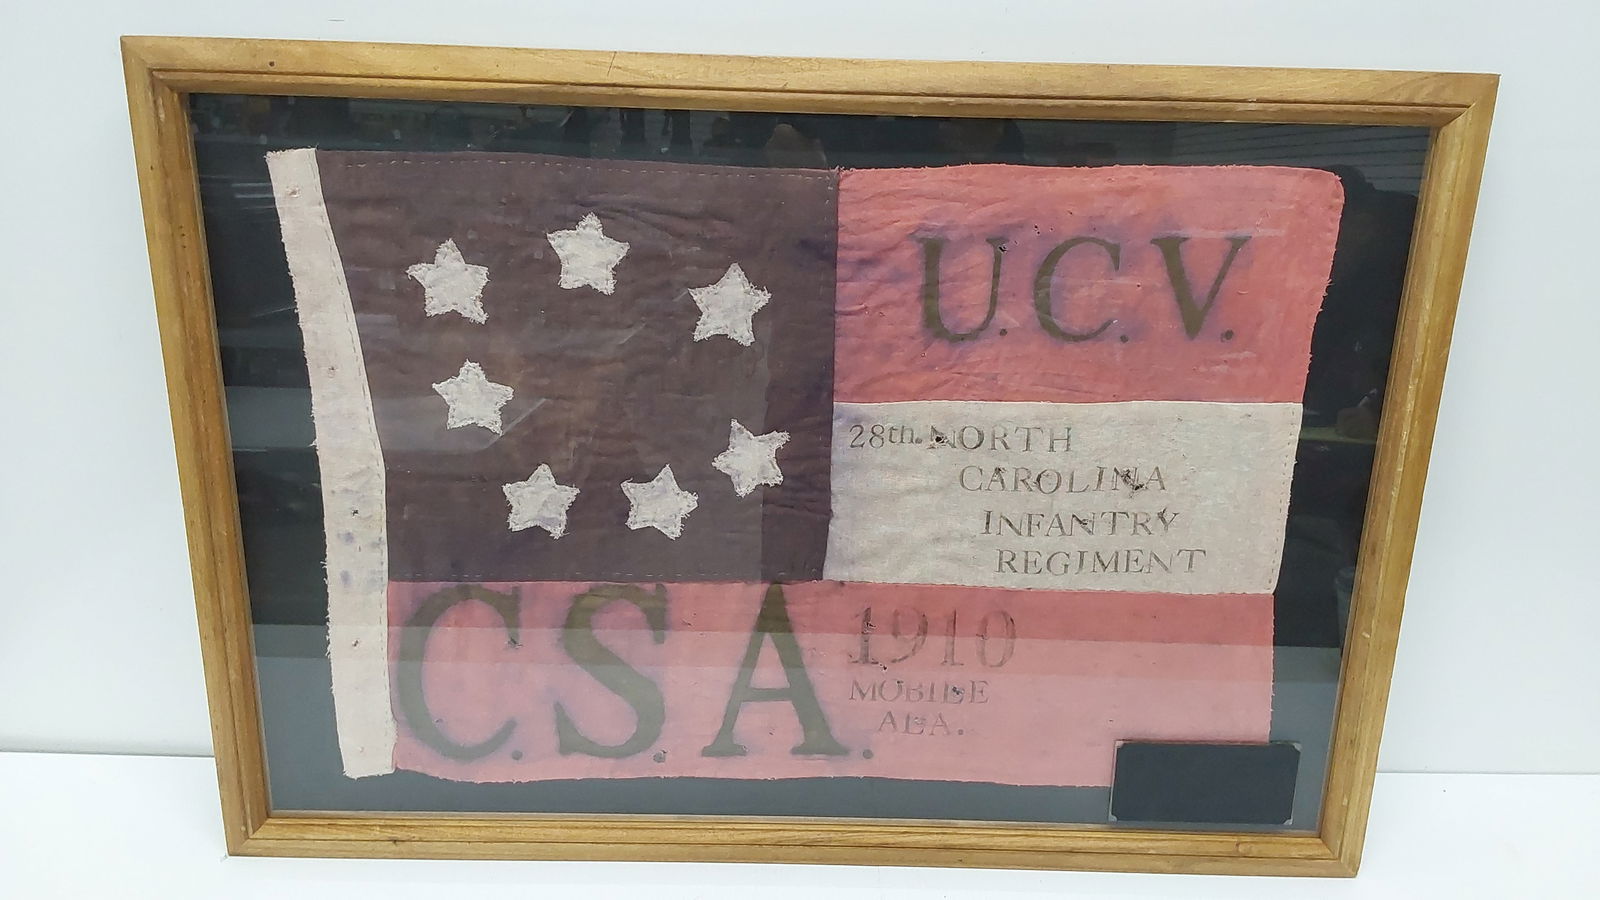 U.C.V.
28th. NORTH
CAROLINA
INFANTRY
REGIMENT
C.S.A.
1910
MOBILE
ALA.